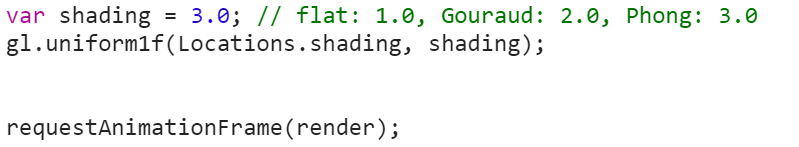 var shading = 3.0; // flat: 1.0, Gouraud: 2.0, Phong: 3.0
gl.uniform1f(Locations.shading, shading);
requestAnimationFrame(render);